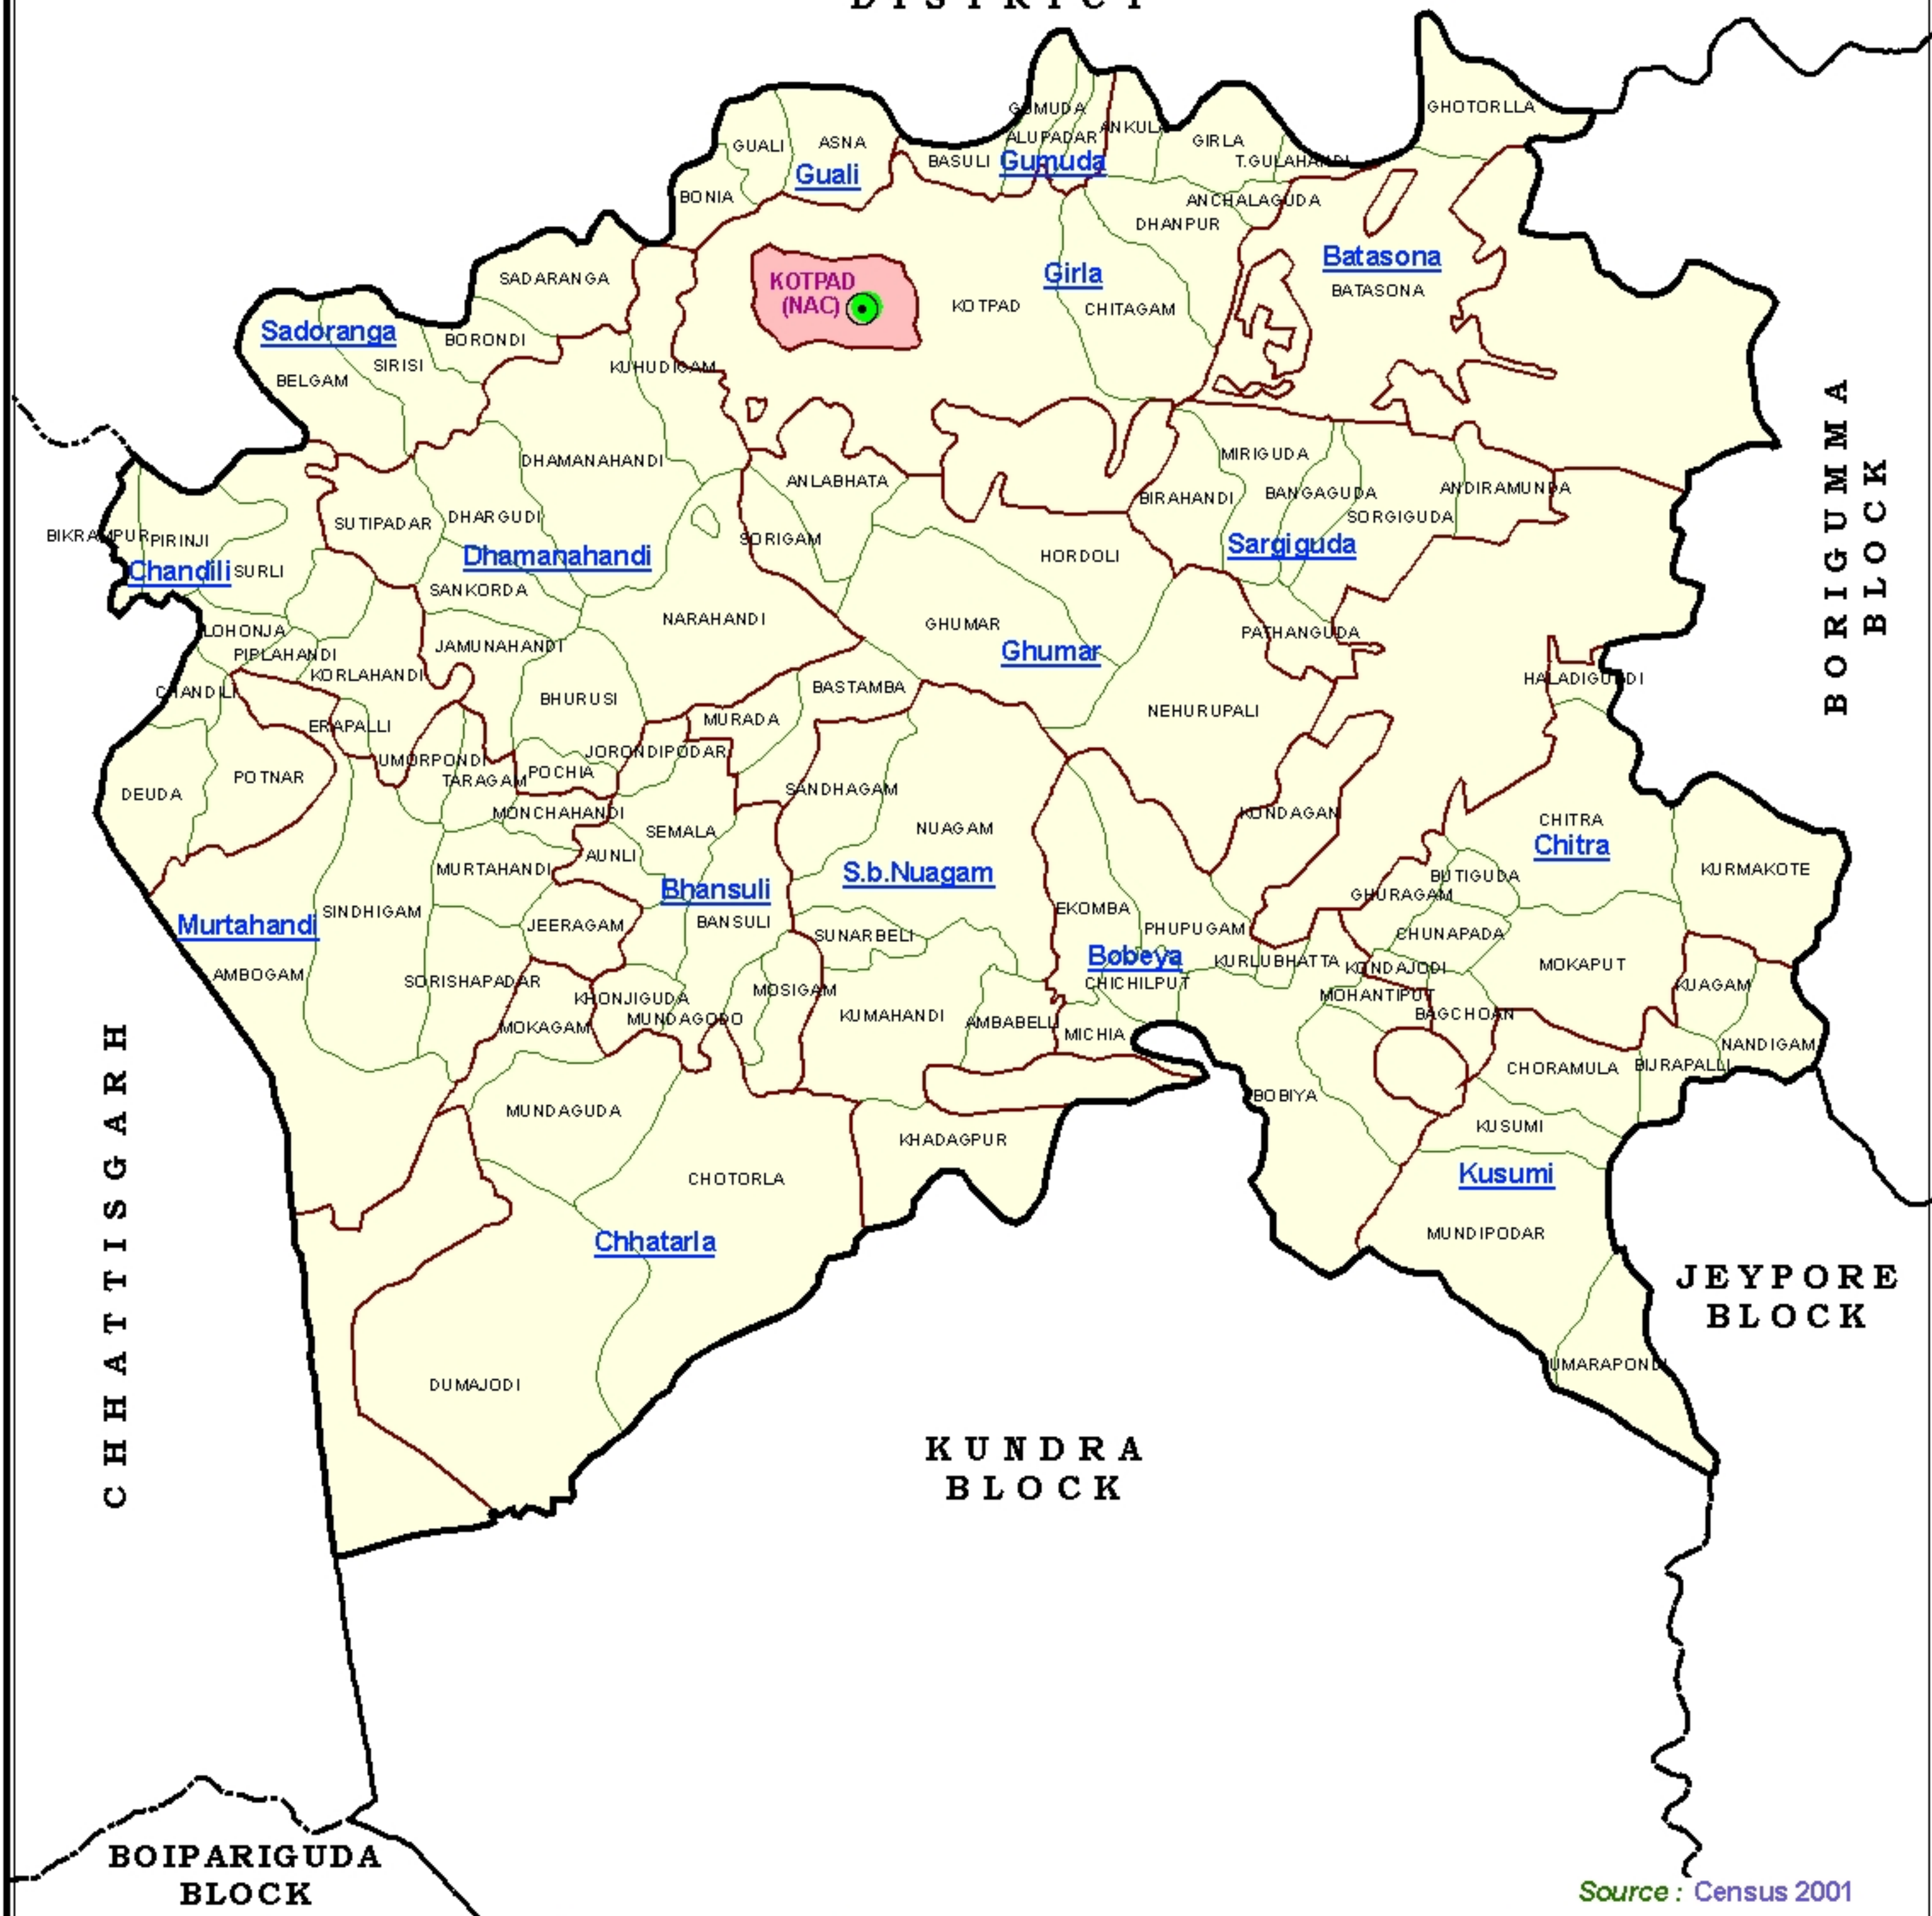 DISTRICT
GHOTORLLA
GUMUDA
ALUPADAR
ANKULA
GUALI
ASNA
GIRLA
BASULI
Gumuda
T.GULAHANDI
Guali
BONIA
ANCHALAGUDA
DHANPUR
Batasona
SADARANGA
KOTPAD
(NAC)
KOTPAD
Girla
CHITAGAM
BATASONA
Sadoranga
BORONDI
SIRISI
KUHUDIGAM
BELGAM
DHAMANAHANDI
MIRIGUDA
ANLABHATA
BIRAHANDI
BANGAGUDA
ANDIRAMUNDA
SORGIGUDA
SUTIPADAR
DHARGUDI
BIKRAMPUR
PIRINJI
SORIGAM
HORDOLI
Sargiguda
Dhamanahandi
Chandili
SURLI
SANKORDA
NARAHANDI
GHUMAR
LOHONJA
PATHANGUDA
JAMUNAHANDI
PIPLAHANDI
Ghumar
KORLAHANDI
BASTAMBA
HALADIGUNDI
CHANDILI
BHURUSI
NEHURUPALI
MURADA
ERAPALLI
JORONDIPODAR
UMORPONDI
POCHIA
POTNAR
TARAGAM
DEUDA
SANDHAGAM
MONCHAHANDI
KONDAGAN
CHITRA
SEMALA
NUAGAM
Chitra
AUNLI
MURTAHANDI
S.b.Nuagam
BUTIGUDA
KURMAKOTE
Bhansuli
GHURAGAM
SINDHIGAM
EKOMBA
BANSULI
Murtahandi
JEERAGAM
PHUPUGAM
SUNARBELI
CHUNAPADA
Bobeya
KURLUBHATTA
KONDAJODI
MOKAPUT
AMBOGAM
SORISHAPADAR
CHICHILPUT
KUAGAM
MOSIGAM
KHONJIGUDA
MOHANTIPUT
MUNDAGODO
KUMAHANDI
AMBABELLI
BAGCHOAN
MOKAGAM
MICHIA
NANDIGAM
CHORAMULA
BIJRAPALLI
BOBIYA
MUNDAGUDA
KUSUMI
KHADAGPUR
Kusumi
CHOTORLA
MUNDIPODAR
Chhatarla
UMARAPONDI
DUMAJODI
CHHATTISGARH
BORIGUMMA
BLOCK
JEYPORE
BLOCK
KUNDRA
BLOCK
BOIPARIGUDA
BLOCK
Source : Census 2001